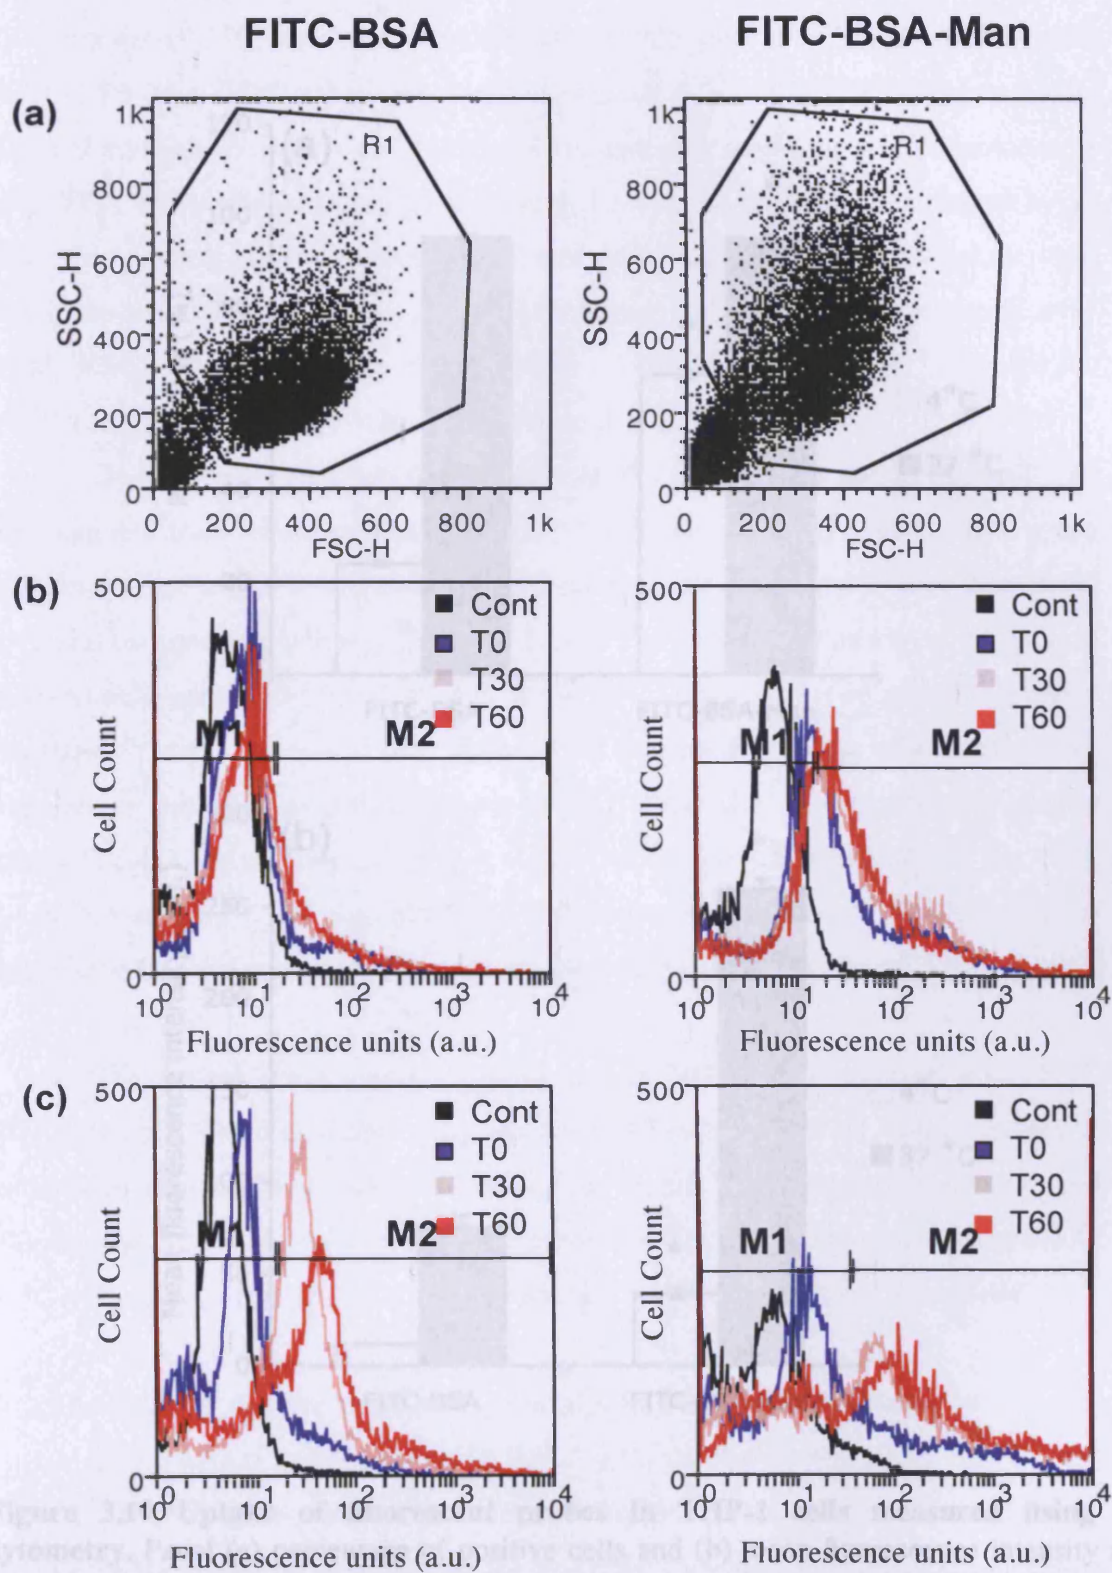 FITC-BSA FITC-BSA-Man
(a)
1k
R1
800
600
400
200
0
SSC-H
0 200 400 600 800 1k
FSC-H
1k
R1
800
600
400
200
0
SSC-H
0 200 400 600 800 1k
FSC-H
(b)
500
Cont
T0
T30
T60
M1 M2
Cell Count
0
10^0 10^1 10^2 10^3 10^4
Fluorescence units (a.u.)
500
Cont
T0
T30
T60
M1 M2
Cell Count
0
10^0 10^1 10^2 10^3 10^4
Fluorescence units (a.u.)
(c)
500
Cont
T0
T30
T60
M1 M2
Cell Count
0
10^0 10^1 10^2 10^3 10^4
Fluorescence units (a.u.)
500
Cont
T0
T30
T60
M1 M2
Cell Count
0
10^0 10^1 10^2 10^3 10^4
Fluorescence units (a.u.)